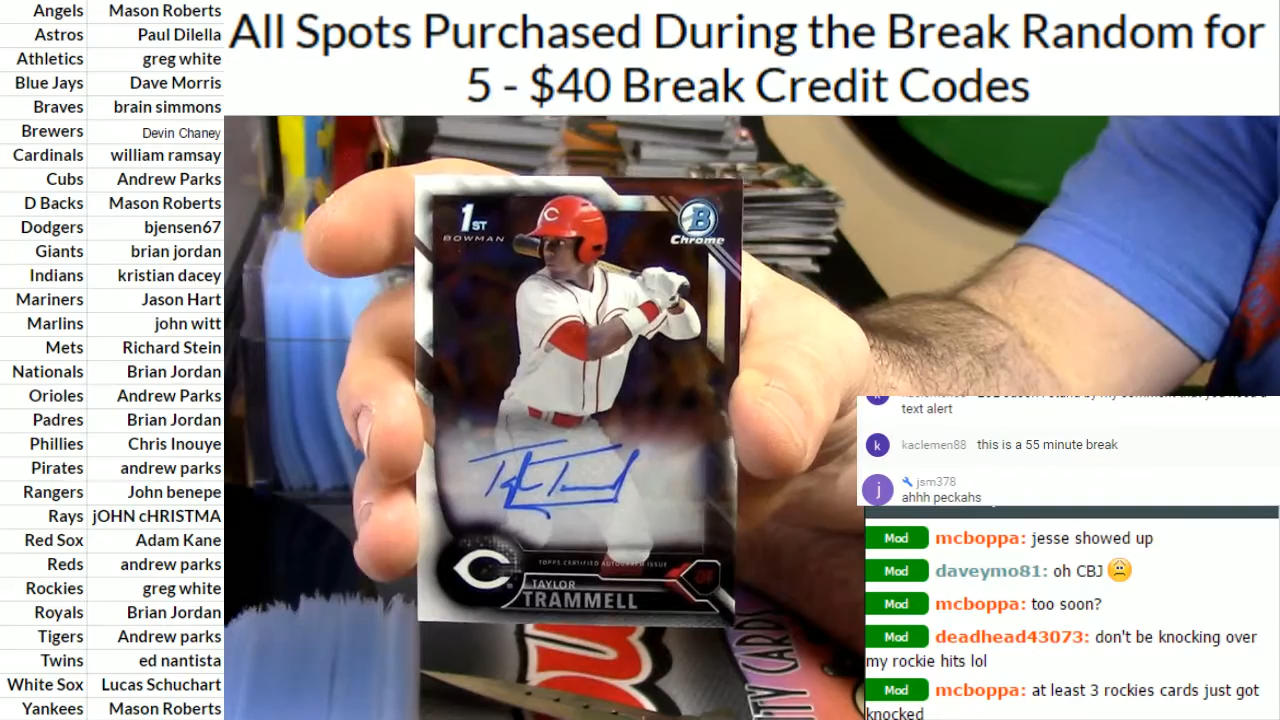 Angels Mason Roberts
Astros Paul Dilella
Athletics greg white
Blue Jays Dave Morris
Braves brain simmons
Brewers Devin Chaney
Cardinals william ramsay
Cubs Andrew Parks
D Backs Mason Roberts
Dodgers bjensen67
Giants brian jordan
Indians kristian dacey
Mariners Jason Hart
Marlins john witt
Mets Richard Stein
Nationals Brian Jordan
Orioles Andrew Parks
Padres Brian Jordan
Phillies Chris Inouye
Pirates andrew parks
Rangers John benepe
Rays jOHN cHRISTMA
Red Sox Adam Kane
Reds andrew parks
Rockies greg white
Royals Brian Jordan
Tigers Andrew parks
Twins ed nantista
White Sox Lucas Schuchart
Yankees Mason Roberts
All Spots Purchased During the Break Random for
5 - $40 Break Credit Codes
1ST
BOWMAN
B
Chrome
C
TOPPS CERTIFIED AUTOGRAPH ISSUE
OF
TAYLOR
TRAMMELL
C
TY CARDS
text alert
k kaclemen88 this is a 55 minute break
j jsm378
ahhh peckahs
Mod mcboppa: jesse showed up
Mod daveymo81: oh CBJ
Mod mcboppa: too soon?
Mod deadhead43073: don't be knocking over
my rockie hits lol
Mod mcboppa: at least 3 rockies cards just got
knocked